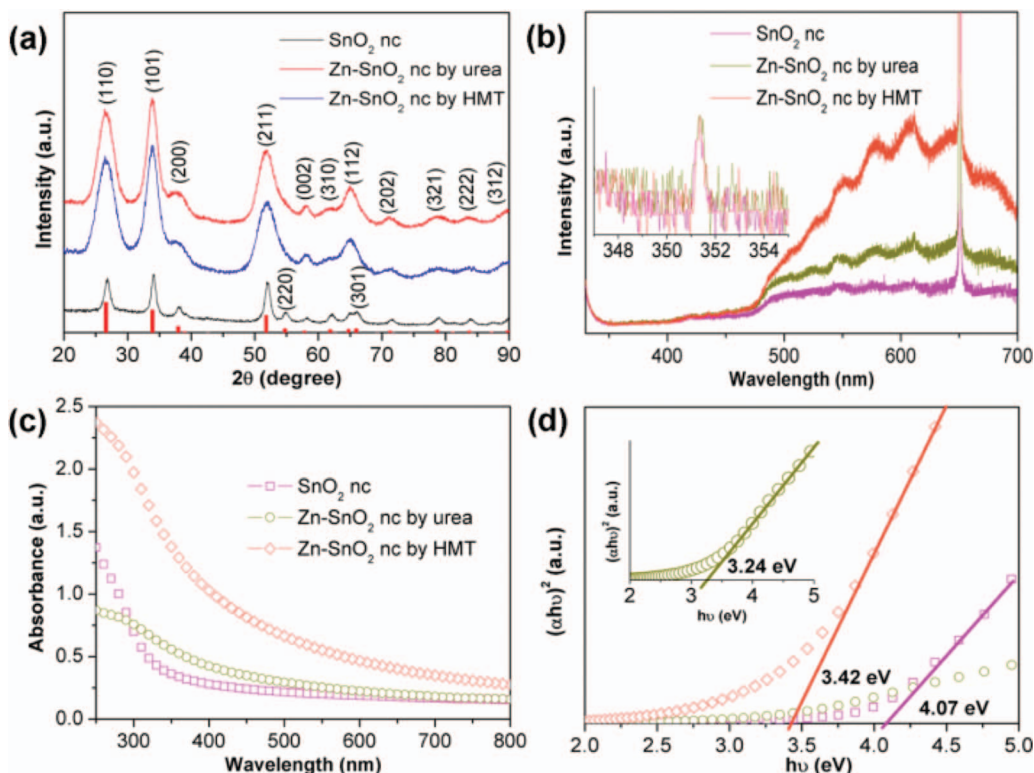 (a)
SnO₂ nc
Zn-SnO₂ nc by urea
Zn-SnO₂ nc by HMT
(110)
(101)
(200)
(211)
(002)
(310)
(112)
(202)
(321)
(222)
(312)
(220)
(301)
Intensity (a.u.)
20 30 40 50 60 70 80 90
2θ (degree)
(b)
SnO₂ nc
Zn-SnO₂ nc by urea
Zn-SnO₂ nc by HMT
348 350 352 354
Intensity (a.u.)
400 500 600 700
Wavelength (nm)
(c)
2.5
2.0
1.5
1.0
0.5
0.0
Absorbance (a.u.)
SnO₂ nc
Zn-SnO₂ nc by urea
Zn-SnO₂ nc by HMT
300 400 500 600 700 800
Wavelength (nm)
(d)
(αhυ)² (a.u.)
3.24 eV
2 3 4 5
hυ (eV)
(αhυ)² (a.u.)
3.42 eV
4.07 eV
2.0 2.5 3.0 3.5 4.0 4.5 5.0
hυ (eV)